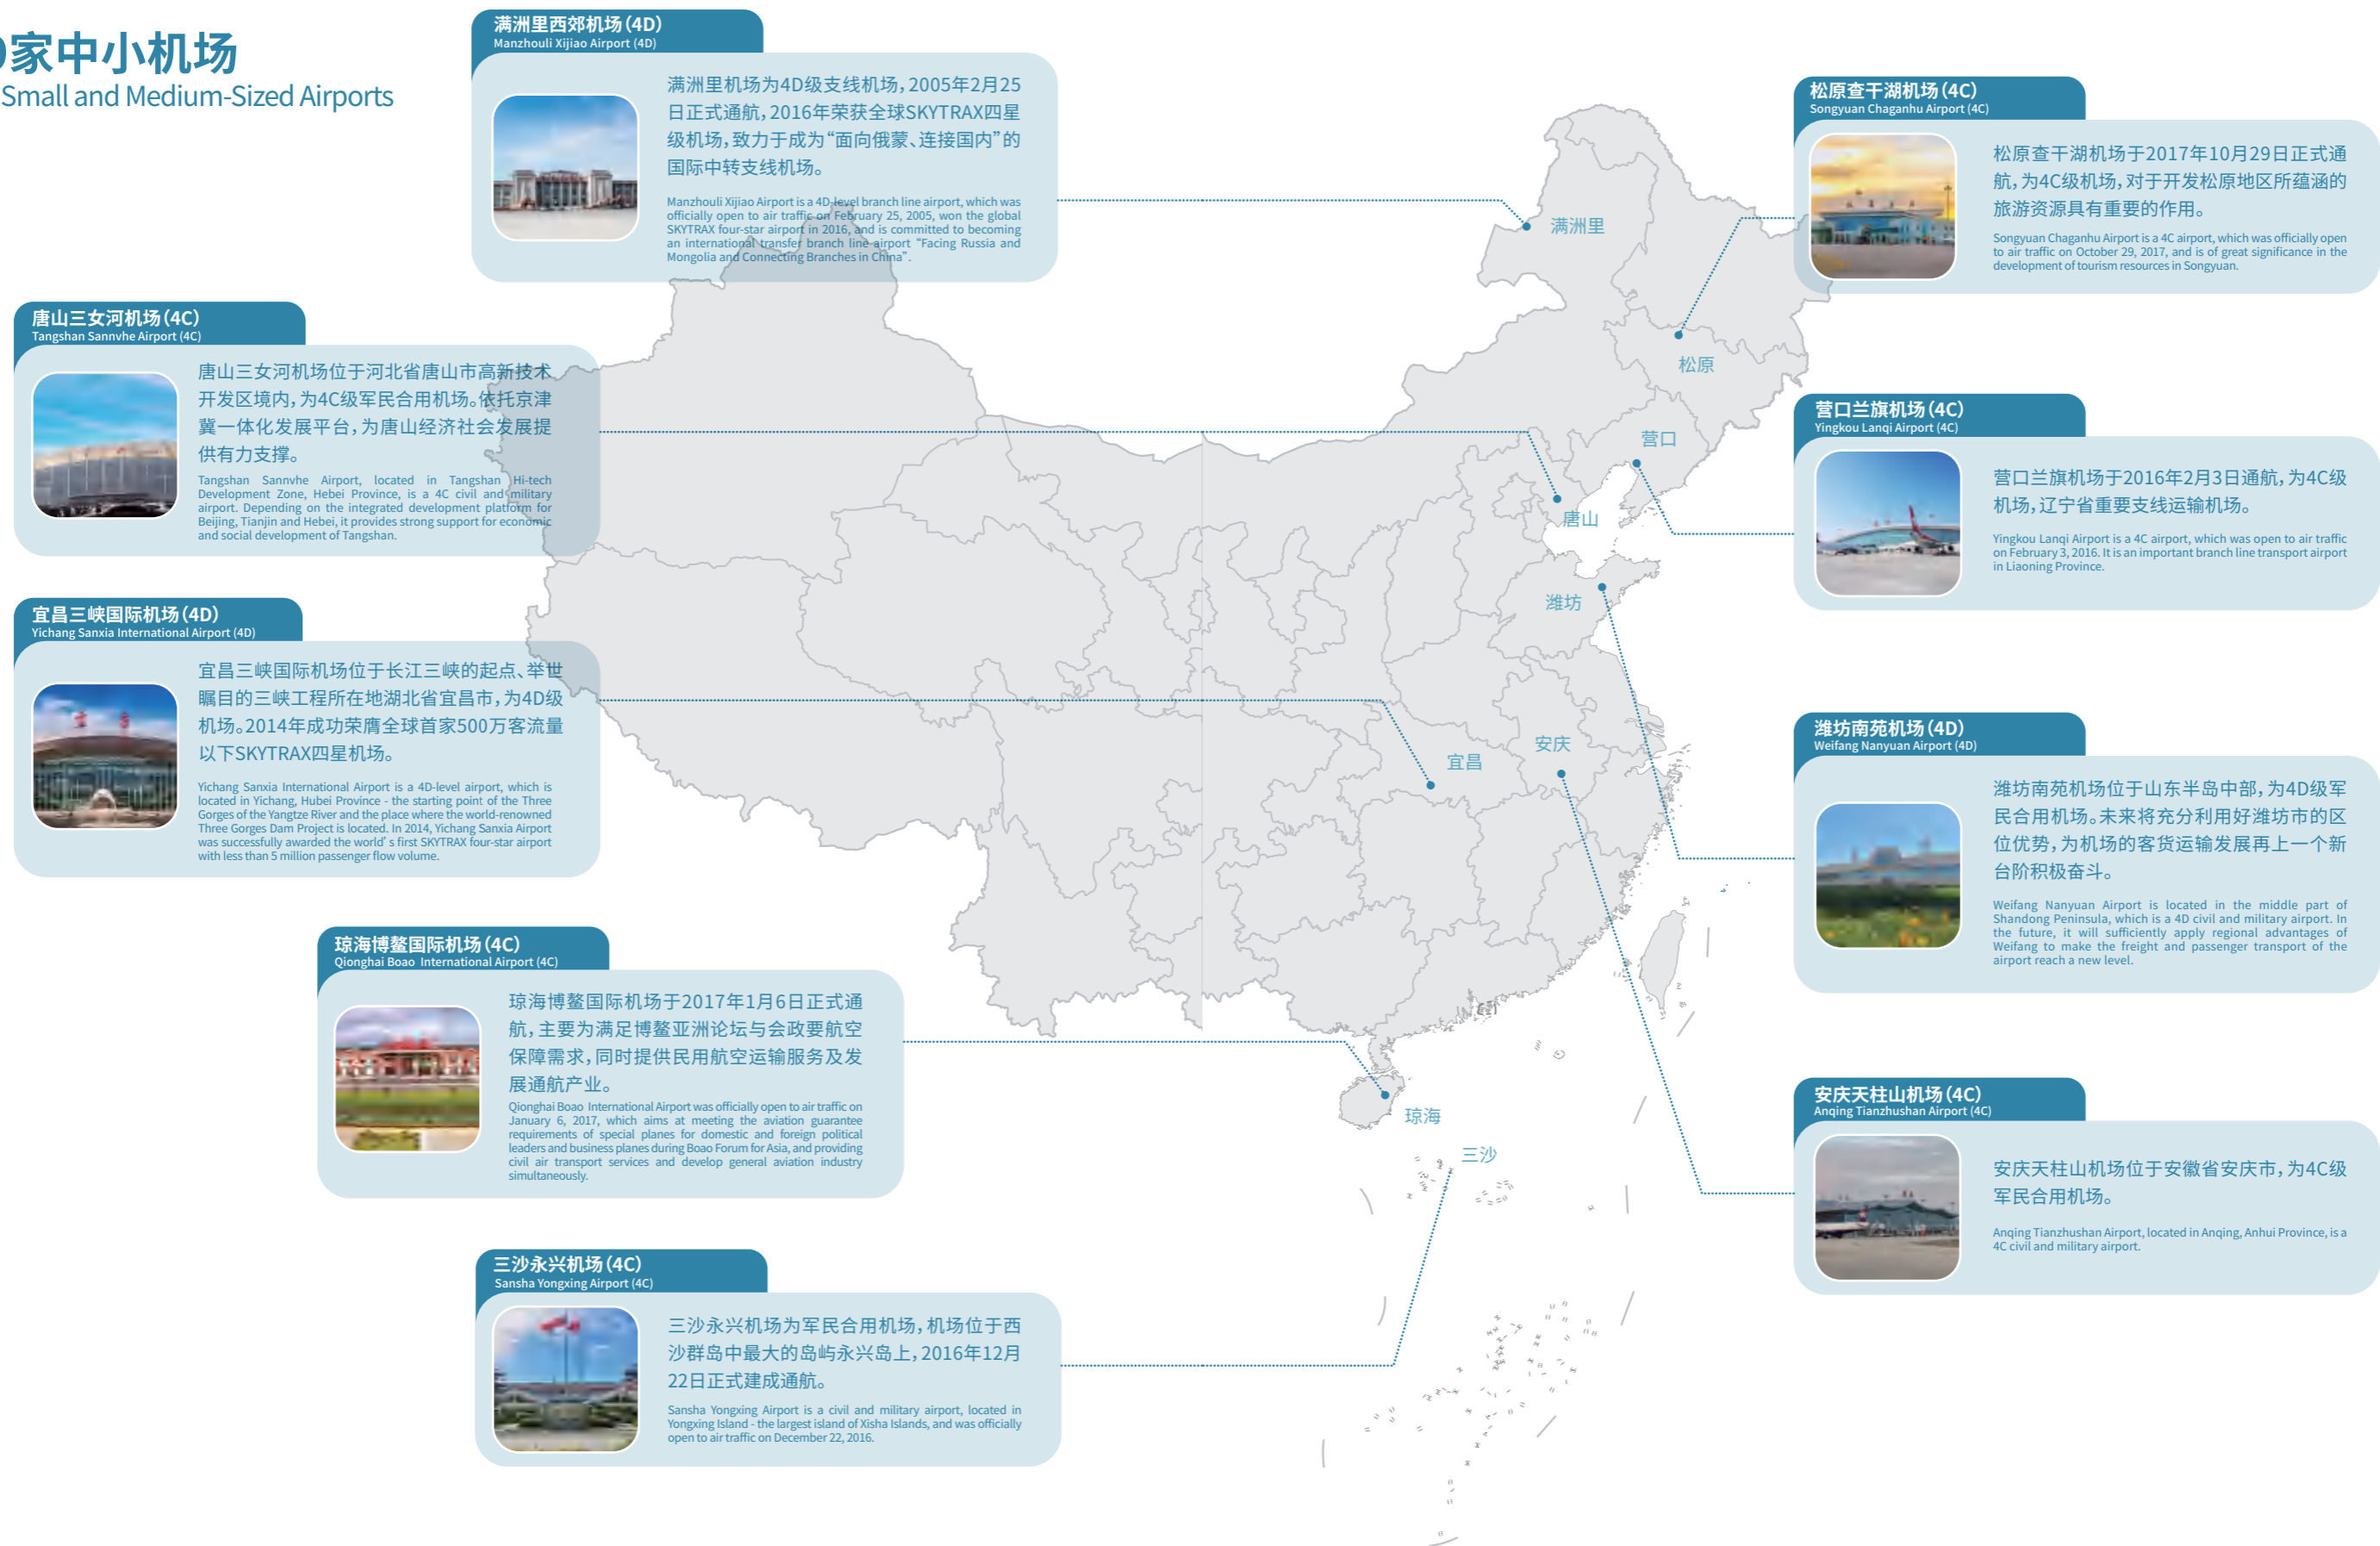 家中小机场
Small and Medium-Sized Airports
满洲里西郊机场(4D)
Manzhouli Xijiao Airport (4D)
满洲里机场为4D级支线机场,2005年2月25
日正式通航,2016年荣获全球SKYTRAX四星
级机场,致力于成为“面向俄蒙、连接国内”的
国际中转支线机场。
Manzhouli Xijiao Airport is a 4D-level branch line airport, which was
officially open to air traffic on February 25, 2005, won the global
SKYTRAX four-star airport in 2016, and is committed to becoming
an international transfer branch line airport “Facing Russia and
Mongolia and Connecting Branches in China”.
松原查干湖机场(4C)
Songyuan Chaganhu Airport (4C)
松原查干湖机场于2017年10月29日正式通
航,为4C级机场,对于开发松原地区所蕴涵的
旅游资源具有重要的作用。
Songyuan Chaganhu Airport is a 4C airport, which was officially open
to air traffic on October 29, 2017, and is of great significance in the
development of tourism resources in Songyuan.
唐山三女河机场(4C)
Tangshan Sannvhe Airport (4C)
唐山三女河机场位于河北省唐山市高新技术
开发区境内,为4C级军民合用机场。依托京津
冀一体化发展平台,为唐山经济社会发展提
供有力支撑。
Tangshan Sannvhe Airport, located in Tangshan Hi-tech
Development Zone, Hebei Province, is a 4C civil and military
airport. Depending on the integrated development platform for
Beijing, Tianjin and Hebei, it provides strong support for economic
and social development of Tangshan.
营口兰旗机场(4C)
Yingkou Lanqi Airport (4C)
营口兰旗机场于2016年2月3日通航,为4C级
机场,辽宁省重要支线运输机场。
Yingkou Lanqi Airport is a 4C airport, which was open to air traffic
on February 3, 2016. It is an important branch line transport airport
in Liaoning Province.
宜昌三峡国际机场(4D)
Yichang Sanxia International Airport (4D)
宜昌三峡国际机场位于长江三峡的起点、举世
瞩目的三峡工程所在地湖北省宜昌市,为4D级
机场。2014年成功荣膺全球首家500万客流量
以下SKYTRAX四星机场。
Yichang Sanxia International Airport is a 4D-level airport, which is
located in Yichang, Hubei Province - the starting point of the Three
Gorges of the Yangtze River and the place where the world-renowned
Three Gorges Dam Project is located. In 2014, Yichang Sanxia Airport
was successfully awarded the world's first SKYTRAX four-star airport
with less than 5 million passenger flow volume.
潍坊南苑机场(4D)
Weifang Nanyuan Airport (4D)
潍坊南苑机场位于山东半岛中部,为4D级军
民合用机场。未来将充分利用好潍坊市的区
位优势,为机场的客货运输发展再上一个新
台阶积极奋斗。
Weifang Nanyuan Airport is located in the middle part of
Shandong Peninsula, which is a 4D civil and military airport. In
the future, it will sufficiently apply regional advantages of
Weifang to make the freight and passenger transport of the
airport reach a new level.
琼海博鳌国际机场(4C)
Qionghai Boao International Airport (4C)
琼海博鳌国际机场于2017年1月6日正式通
航,主要为满足博鳌亚洲论坛与会政要航空
保障需求,同时提供民用航空运输服务及发
展通航产业。
Qionghai Boao International Airport was officially open to air traffic on
January 6, 2017, which aims at meeting the aviation guarantee
requirements of special planes for domestic and foreign political
leaders and business planes during Boao Forum for Asia, and providing
civil air transport services and develop general aviation industry
simultaneously.
安庆天柱山机场(4C)
Anqing Tianzhushan Airport (4C)
安庆天柱山机场位于安徽省安庆市,为4C级
军民合用机场。
Anqing Tianzhushan Airport, located in Anqing, Anhui Province, is a
4C civil and military airport.
三沙永兴机场(4C)
Sansha Yongxing Airport (4C)
三沙永兴机场为军民合用机场,机场位于西
沙群岛中最大的岛屿永兴岛上,2016年12月
22日正式建成通航。
Sansha Yongxing Airport is a civil and military airport, located in
Yongxing Island - the largest island of Xisha Islands, and was officially
open to air traffic on December 22, 2016.
满洲里
松原
营口
唐山
潍坊
安庆
宜昌
琼海
三沙